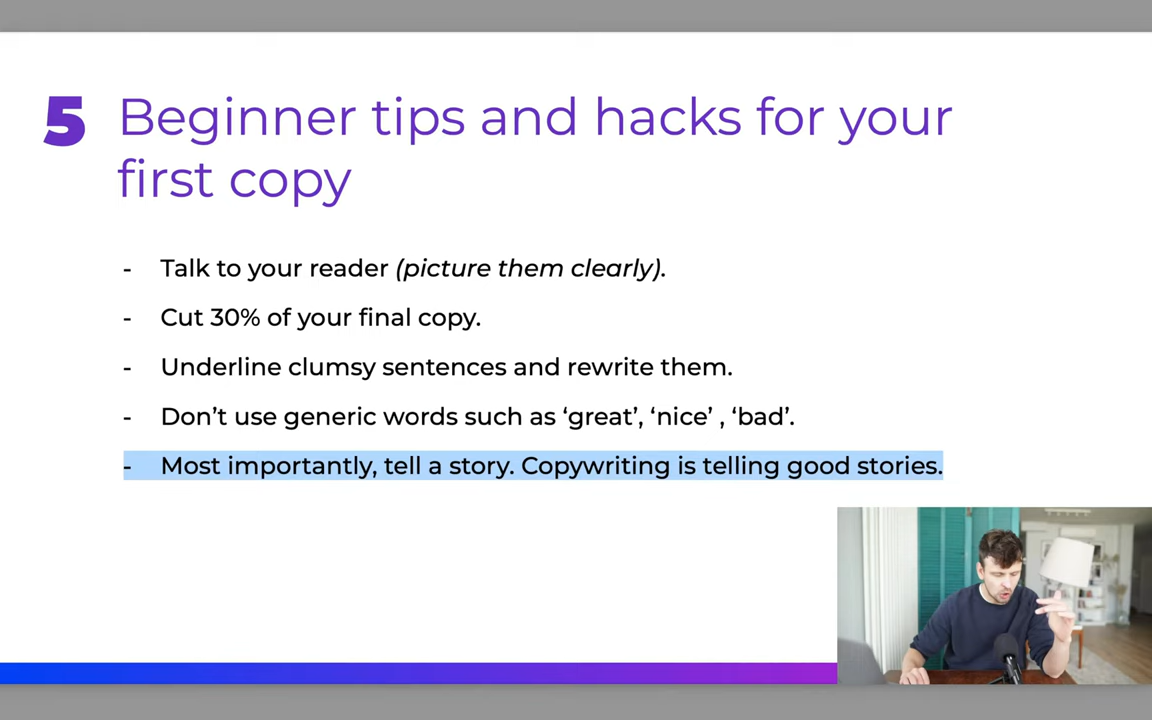 5 Beginner tips and hacks for your
first copy
- Talk to your reader (picture them clearly).
- Cut 30% of your final copy.
- Underline clumsy sentences and rewrite them.
- Don’t use generic words such as ‘great’, ‘nice’ , ‘bad’.
- Most importantly, tell a story. Copywriting is telling good stories.